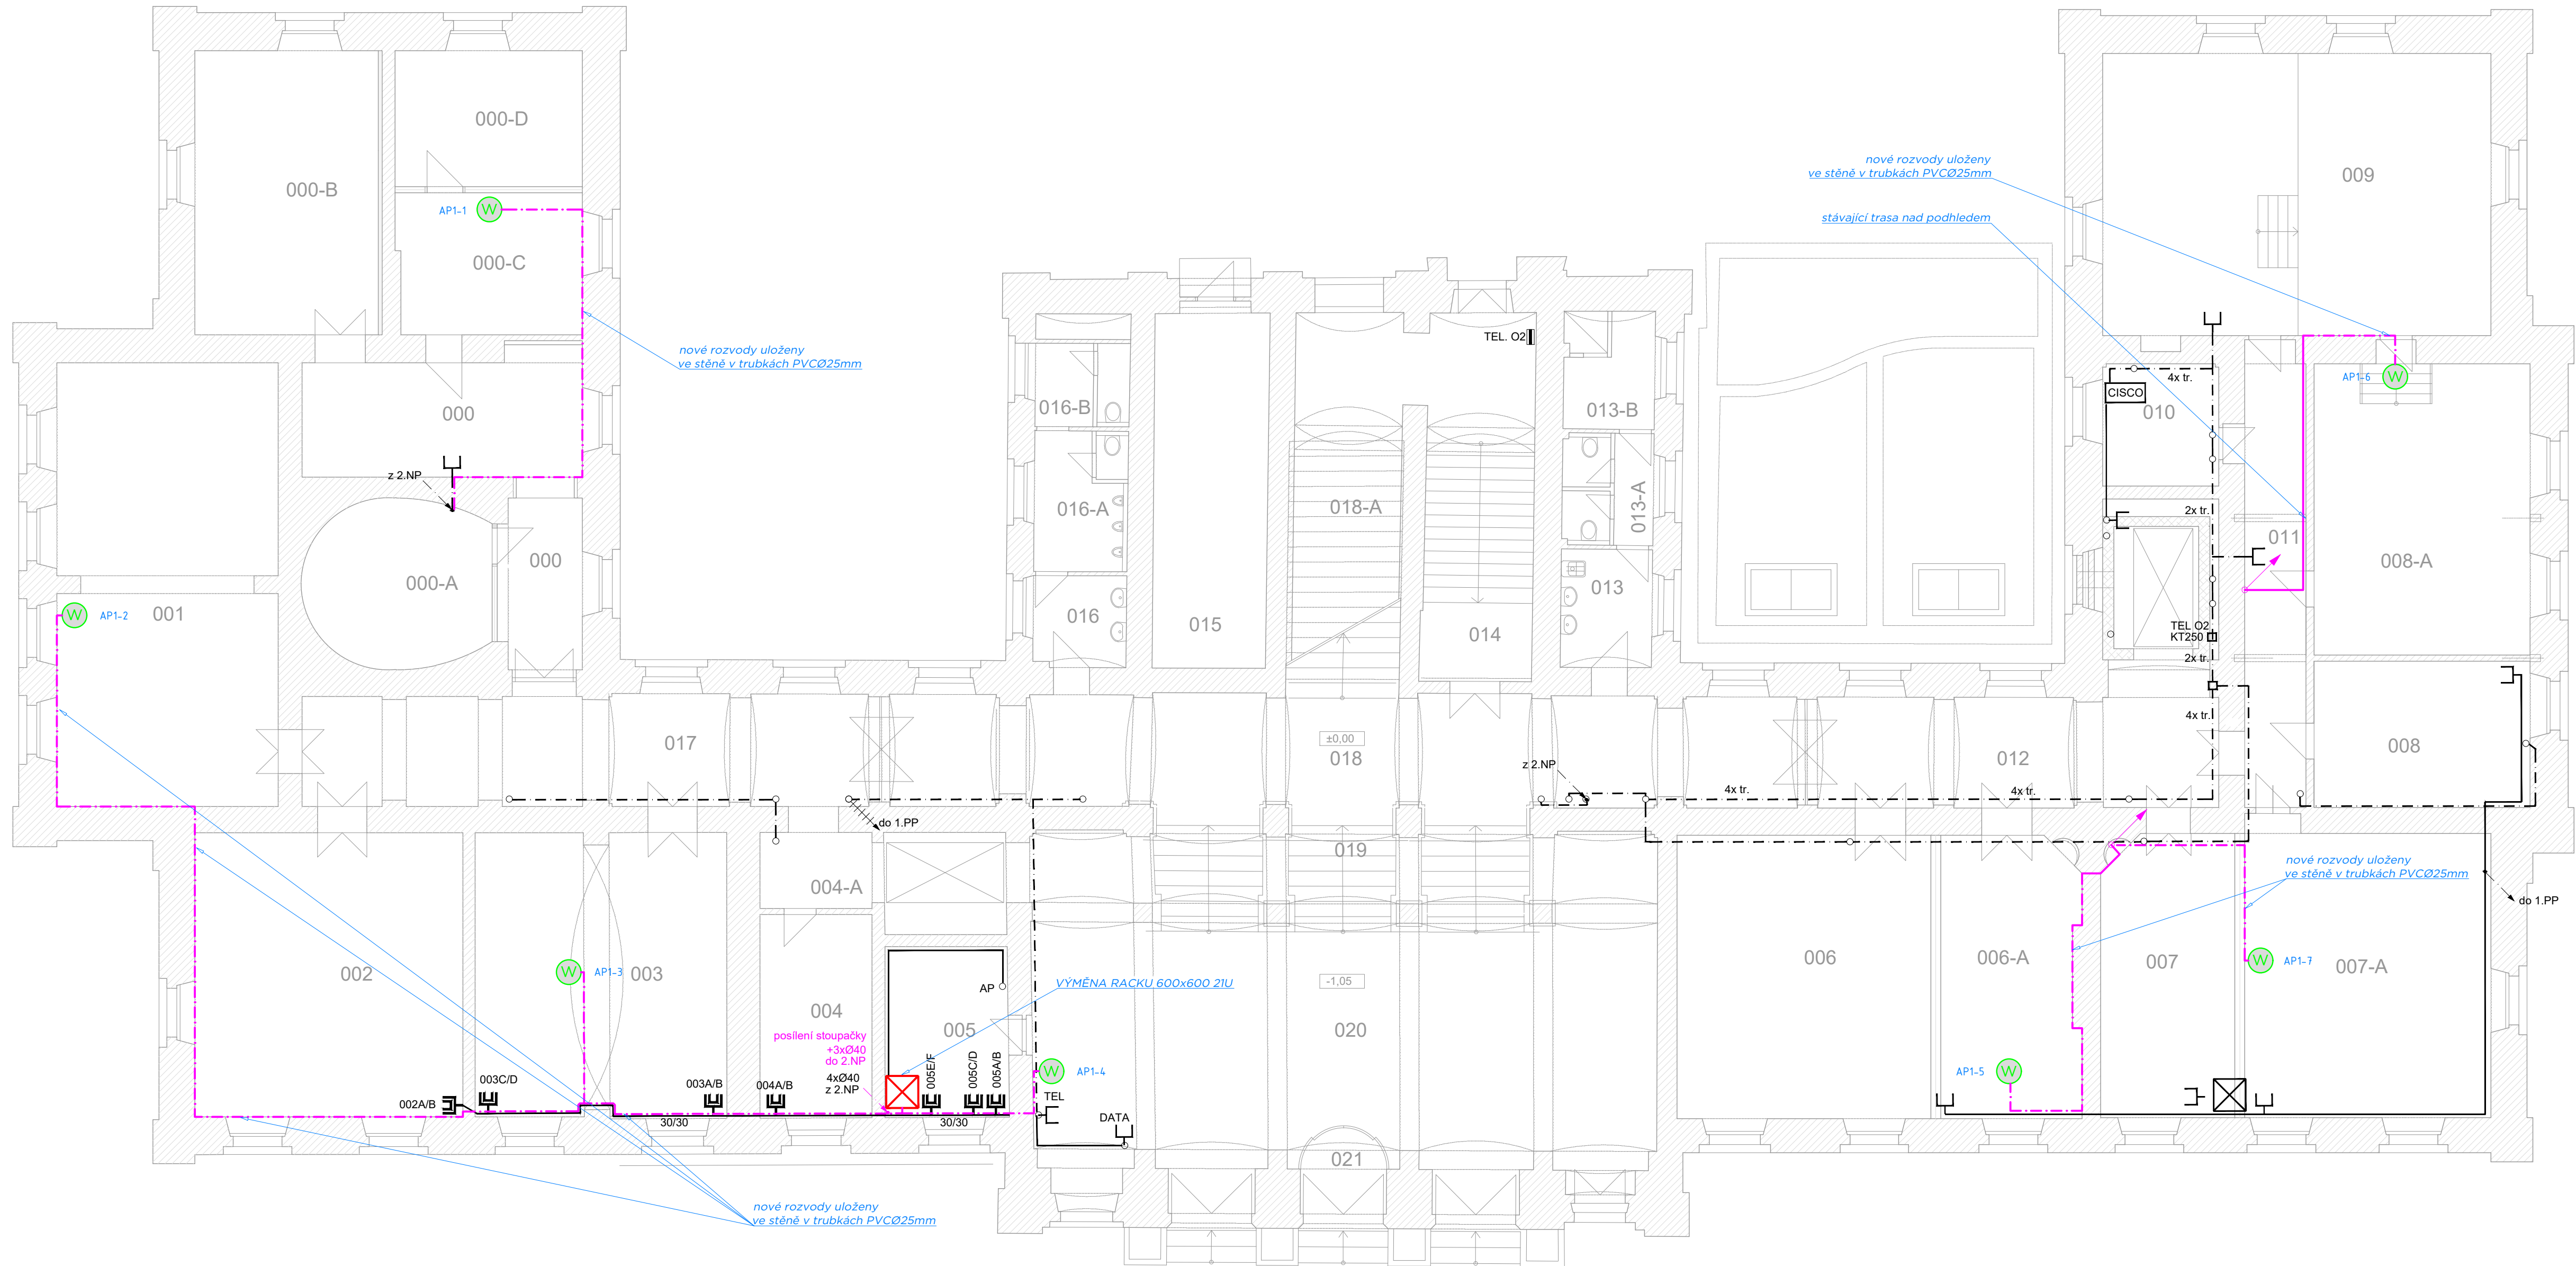 000-D
000-B
AP1-1
000-C
nové rozvody uloženy
ve stěně v trubkách PVCØ25mm
000
z 2.NP
000-A
000
001
AP1-2
017
do 1.PP
002
003
AP1-3
004-A
004
005
AP
VÝMĚNA RACKU 600x600 21U
posílení stoupačky
+3xØ40
do 2.NP
4xØ40
z 2.NP
002A/B
003C/D
003A/B
004A/B
005E/F
005C/D
005A/B
30/30
30/30
AP1-4
TEL
DATA
nové rozvody uloženy
ve stěně v trubkách PVCØ25mm
016-B
016-A
016
015
018-A
014
TEL. O2
013-B
013-A
013
±0,00
018
z 2.NP
019
-1,05
020
021
nové rozvody uloženy
ve stěně v trubkách PVCØ25mm
stávající trasa nad podhledem
009
4x tr.
CISCO
010
AP1-6
2x tr.
011
008-A
TEL O2
KT250
2x tr.
4x tr.
012
008
4x tr.
4x tr.
nové rozvody uloženy
ve stěně v trubkách PVCØ25mm
do 1.PP
006
006-A
007
AP1-7
007-A
AP1-5